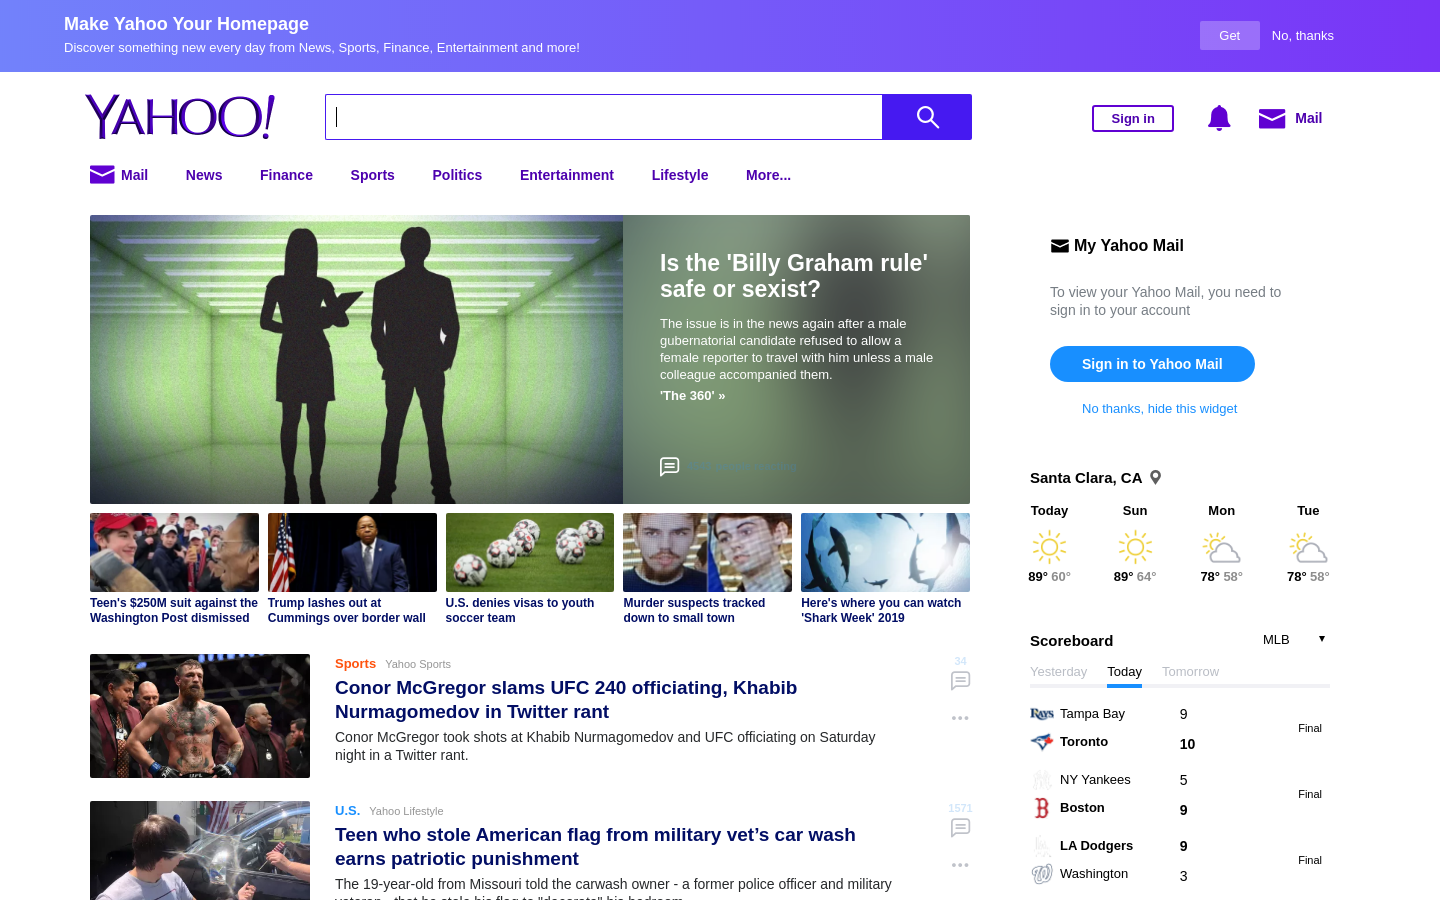 Make Yahoo Your Homepage
Discover something new every day from News, Sports, Finance, Entertainment and more!
Get
No, thanks
YAHOO!
Sign in
Mail
Mail
News
Finance
Sports
Politics
Entertainment
Lifestyle
More...
Is the 'Billy Graham rule'
safe or sexist?
The issue is in the news again after a male
gubernatorial candidate refused to allow a
female reporter to travel with him unless a male
colleague accompanied them.
'The 360' »
Teen's $250M suit against the
Washington Post dismissed
Trump lashes out at
Cummings over border wall
U.S. denies visas to youth
soccer team
Murder suspects tracked
down to small town
Here's where you can watch
'Shark Week' 2019
Sports Yahoo Sports
34
Conor McGregor slams UFC 240 officiating, Khabib
Nurmagomedov in Twitter rant
Conor McGregor took shots at Khabib Nurmagomedov and UFC officiating on Saturday
night in a Twitter rant.
U.S. Yahoo Lifestyle
1571
Teen who stole American flag from military vet’s car wash
earns patriotic punishment
The 19-year-old from Missouri told the carwash owner - a former police officer and military
veteran - that he stole his flag to "decorate" his bedroom.
My Yahoo Mail
To view your Yahoo Mail, you need to
sign in to your account
Sign in to Yahoo Mail
No thanks, hide this widget
Santa Clara, CA
Today Sun Mon Tue
89° 60° 89° 64° 78° 58° 78° 58°
Scoreboard MLB
Yesterday Today Tomorrow
Tampa Bay 9
Final
Toronto 10
NY Yankees 5
Final
Boston 9
LA Dodgers 9
Final
Washington 3